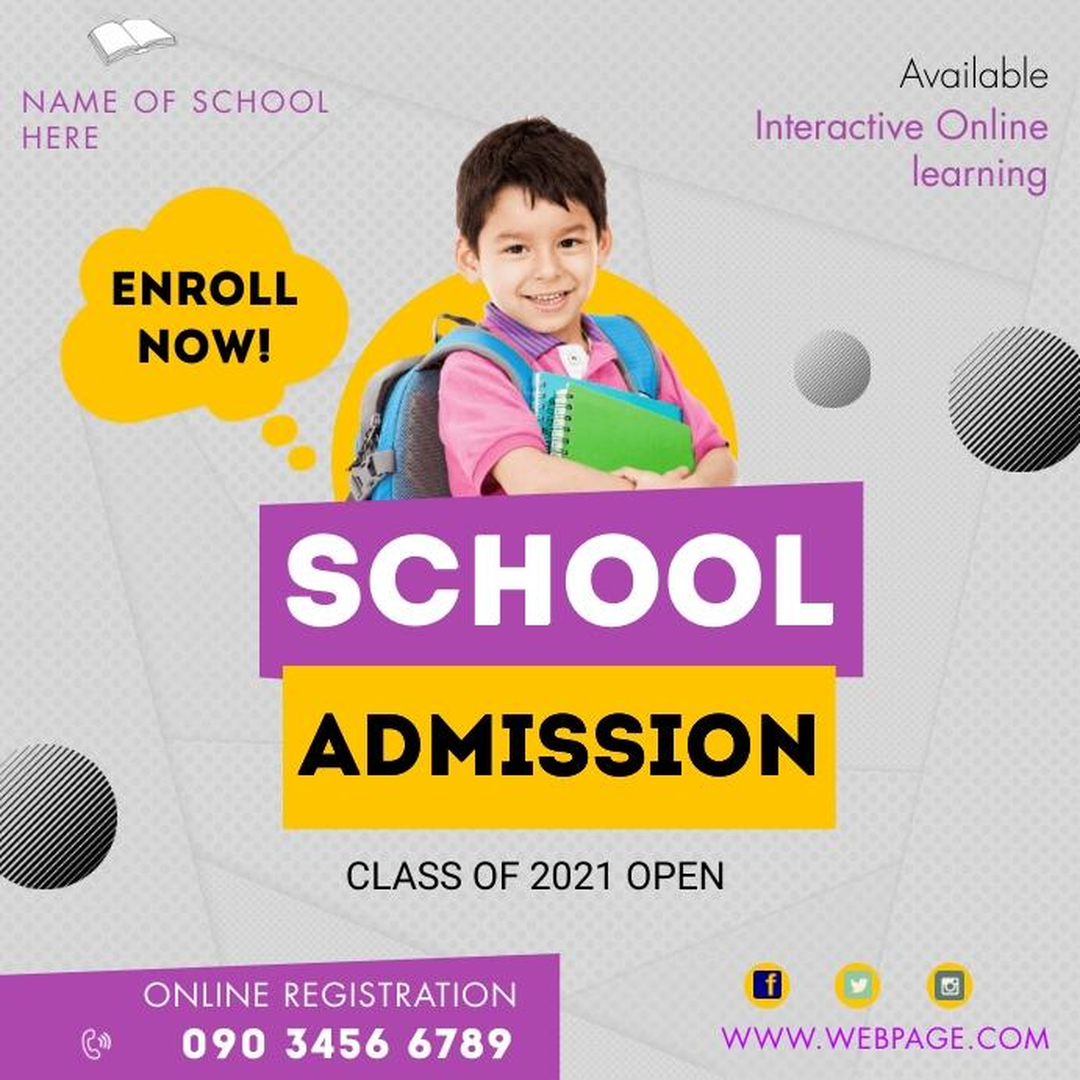 NAME OF SCHOOL
HERE
Available
Interactive Online
learning
ENROLL
NOW!
SCHOOL
ADMISSION
CLASS OF 2021 OPEN
ONLINE REGISTRATION
090 3456 6789
WWW.WEBPAGE.COM